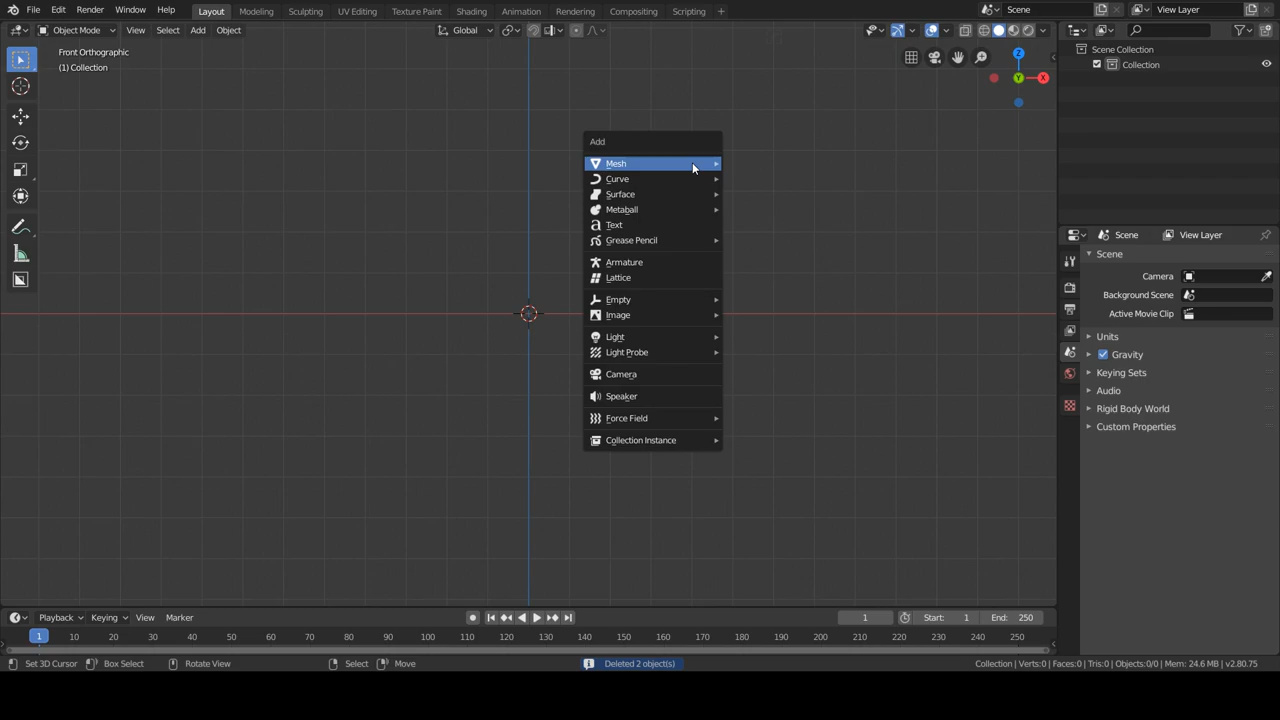 File Edit Render Window Help Layout Modeling Sculpting UV Editing Texture Paint Shading Animation Rendering Compositing Scripting + Scene View Layer
Object Mode View Select Add Object Global
Front Orthographic
(1) Collection
Z
Y
X
Scene Collection
Collection
Add
Mesh
Curve
Surface
Metaball
Text
Grease Pencil
Armature
Lattice
Empty
Image
Light
Light Probe
Camera
Speaker
Force Field
Collection Instance
Scene View Layer
Scene
Camera
Background Scene
Active Movie Clip
Units
Gravity
Keying Sets
Audio
Rigid Body World
Custom Properties
Playback Keying View Marker 1 Start: 1 End: 250
1 10 20 30 40 50 60 70 80 90 100 110 120 130 140 150 160 170 180 190 200 210 220 230 240 250
Set 3D Cursor Box Select Rotate View Select Move Deleted 2 object(s) Collection | Verts:0 | Faces:0 | Tris:0 | Objects:0/0 | Mem: 24.6 MB | v2.80.75